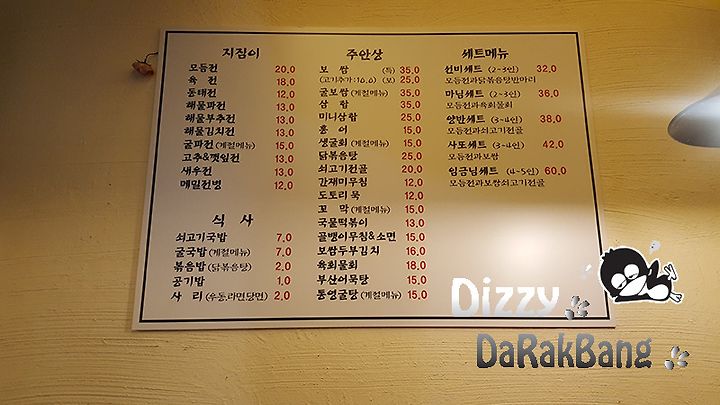 지짐이
모둠전 20,0
육 전 18,0
동태전 12,0
해물파전 13,0
해물부추전 13,0
해물김치전 13,0
굴파전(계절메뉴) 15,0
고추&깻잎전 12,0
새우전 13,0
메밀전병 12,0
식 사
쇠고기국밥 7,0
굴국밥(계절메뉴) 7,0
볶음밥(닭볶음탕) 2,0
공기밥 1,0
사 리(우동,라면,당면) 2,0
주안상
보 쌈 (특) 35,0
(고기추가:10,0) (보) 25,0
굴보쌈(계절메뉴) 35,0
삼 합 35,0
미니삼합 25,0
홍 어 15,0
생굴회(계절메뉴) 15,0
닭볶음탕 25,0
쇠고기전골 20,0
간재미무침 12,0
도토리묵 12,0
꼬 막(계절메뉴) 15,0
국물떡볶이 13,0
골뱅이무침&소면 15,0
보쌈두부김치 16,0
육회물회 18,0
부산어묵탕 15,0
통영굴탕(계절메뉴) 15,0
세트메뉴
선비세트 (2~3인) 32,0
모듬전과닭볶음탕반마리
마님세트 (2~3인) 36,0
모듬전과육회물회
양반세트 (3~4인) 38,0
모듬전과쇠고기전골
사또세트 (3~4인) 42,0
모듬전과보쌈
임금님세트 (4~5인) 60,0
모듬전과보쌈쇠고기전골
Dizzy
DaRakBang